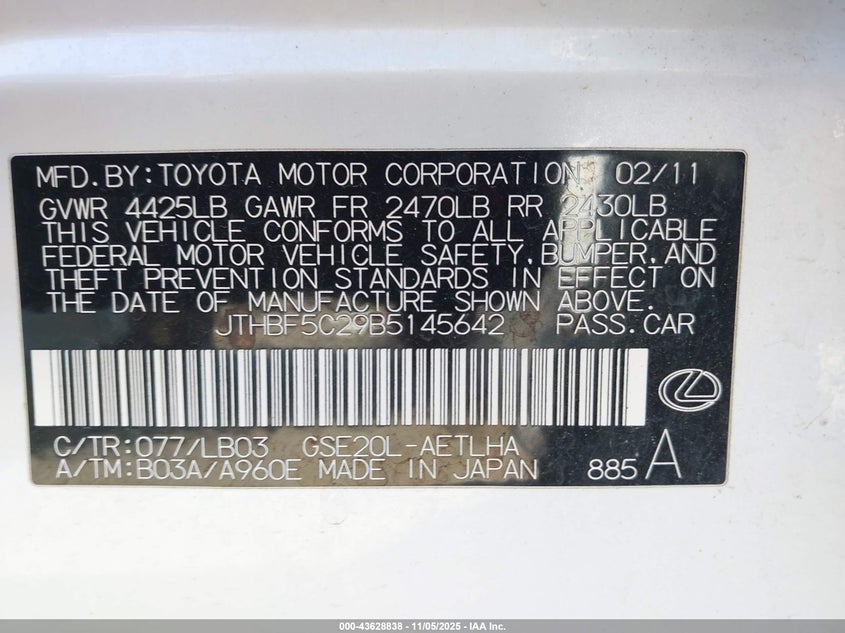 MFD.BY:TOYOTA MOTOR CORPORATION 02/11
GVWR 4425LB GAWR FR 2470LB RR 2430LB
THIS VEHICLE CONFORMS TO ALL APPLICABLE
FEDERAL MOTOR VEHICLE SAFETY,BUMPER,AND
THEFT PREVENTION STANDARDS IN EFFECT ON
THE DATE OF MANUFACTURE SHOWN ABOVE.
JTHBF5C29B5145642 PASS.CAR
C/TR:077/LB03 GSE20L-AETLHA
A/TM:B03A/A960E MADE IN JAPAN 885 A
000-43628838 - 11/05/2025 - IAA Inc.